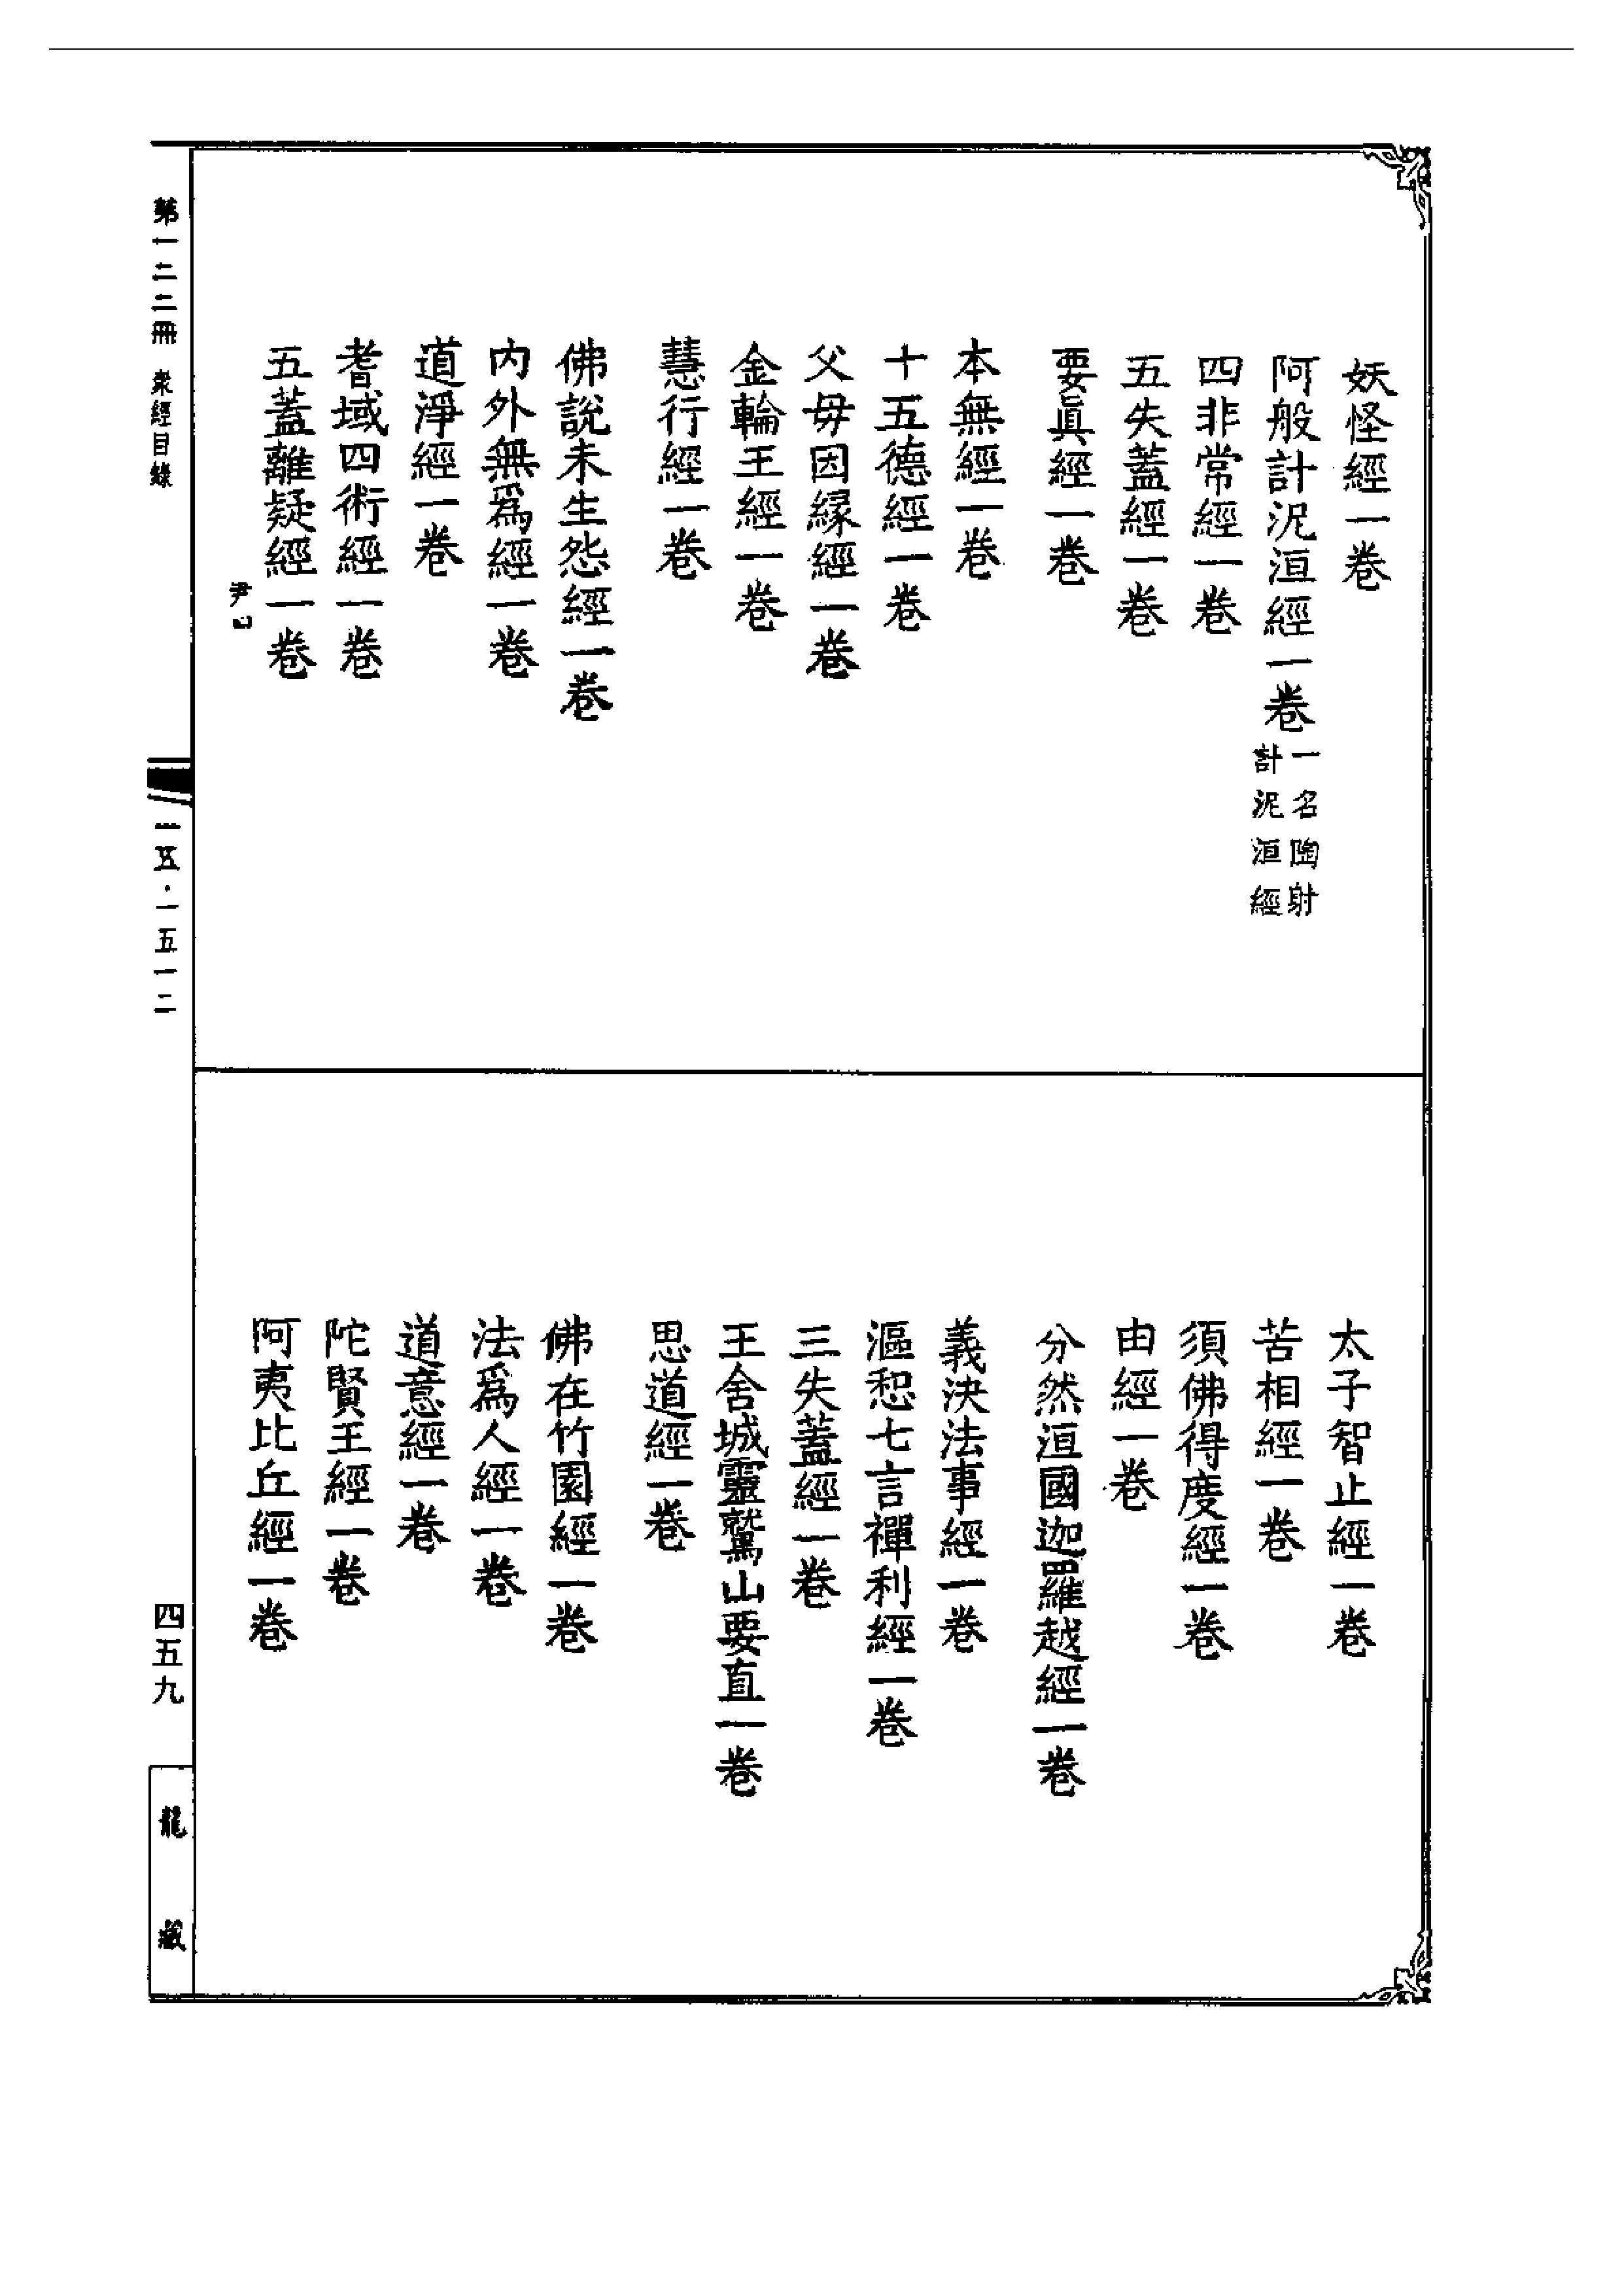 妖怪經一卷
阿般計泥洹經一卷一名陶射計泥洹經
四非常經一卷
五失蓋經一卷
要眞經一卷
本無經一卷
十五德經一卷
父毋因縁經一卷
金輪王經一卷
慧行經一卷
佛說未生怨經一卷
内外無爲經一卷
道淨經一卷
耆域四術經一卷
五蓋離疑經一卷
尹
太子智止經一卷
苦相經一卷
須佛得度經一卷
由經一卷
分然洹國迦羅越經一卷
義決法事經一卷
漚恕七言禪利經一卷
三失蓋經一卷
王舍城靈鷲山要直一卷
思道經一卷
佛在竹園經一卷
法爲人經一卷
道意經一卷
陀賢王經一卷
阿夷比丘經一卷
第一二二冊 衆經目錄
一五一二
四五九
龍藏